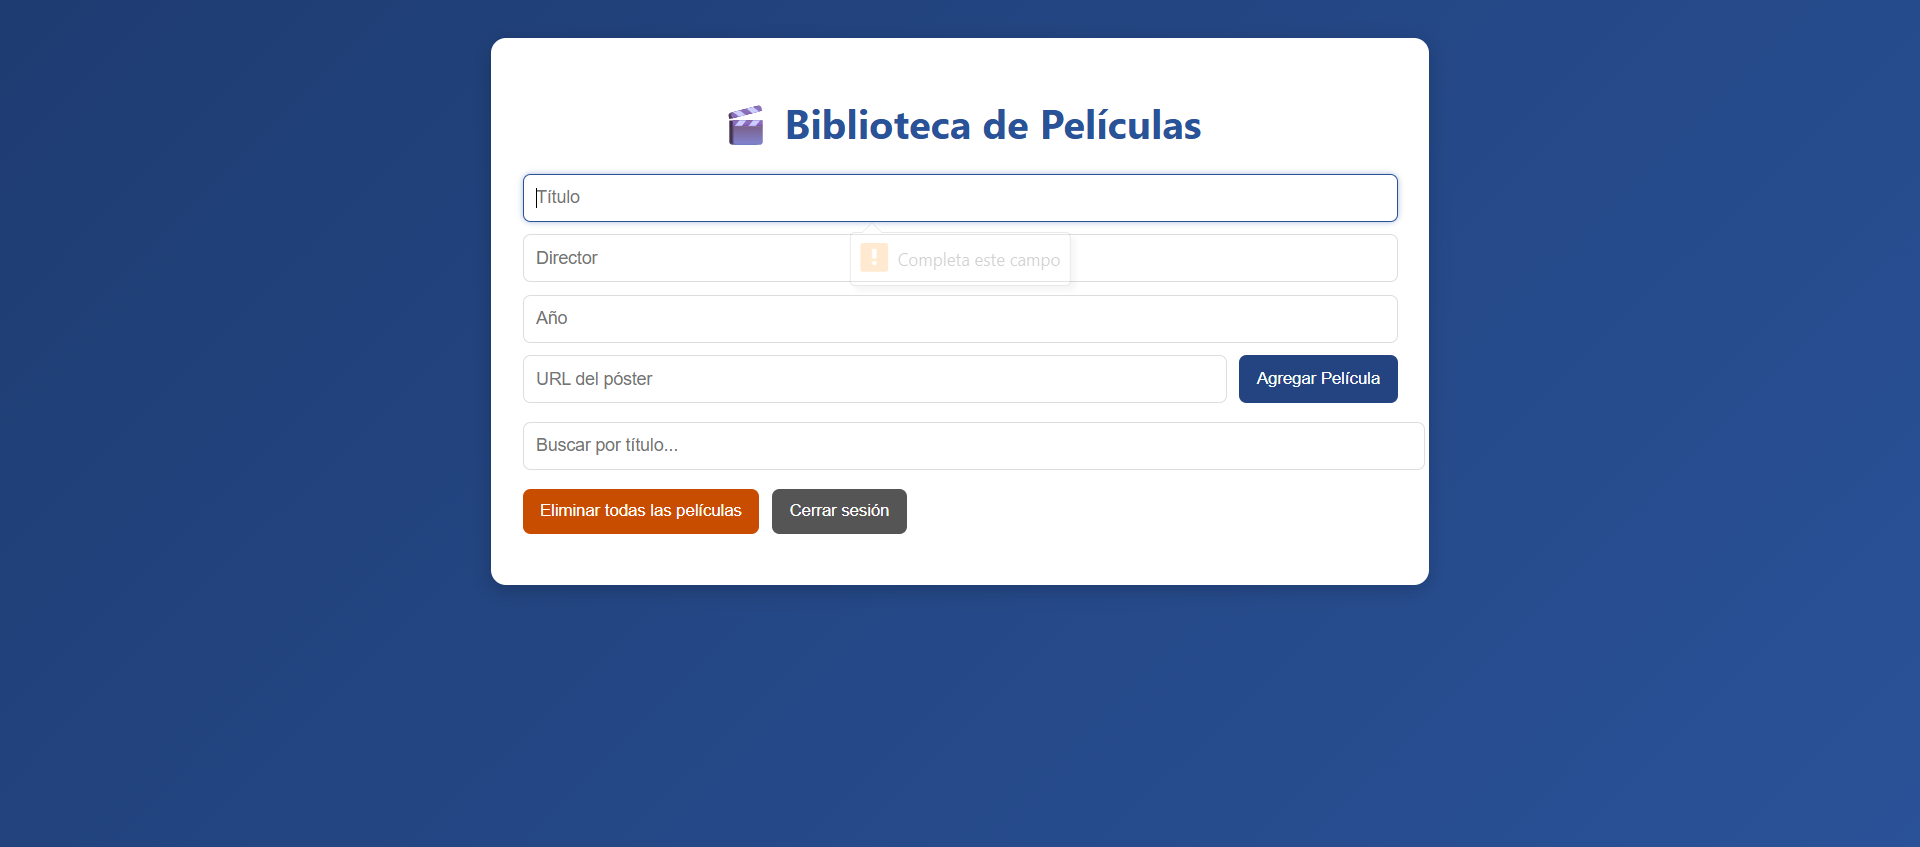 Biblioteca de Películas
Título
Director
Completa este campo
Año
URL del póster
Agregar Película
Buscar por título...
Eliminar todas las películas
Cerrar sesión